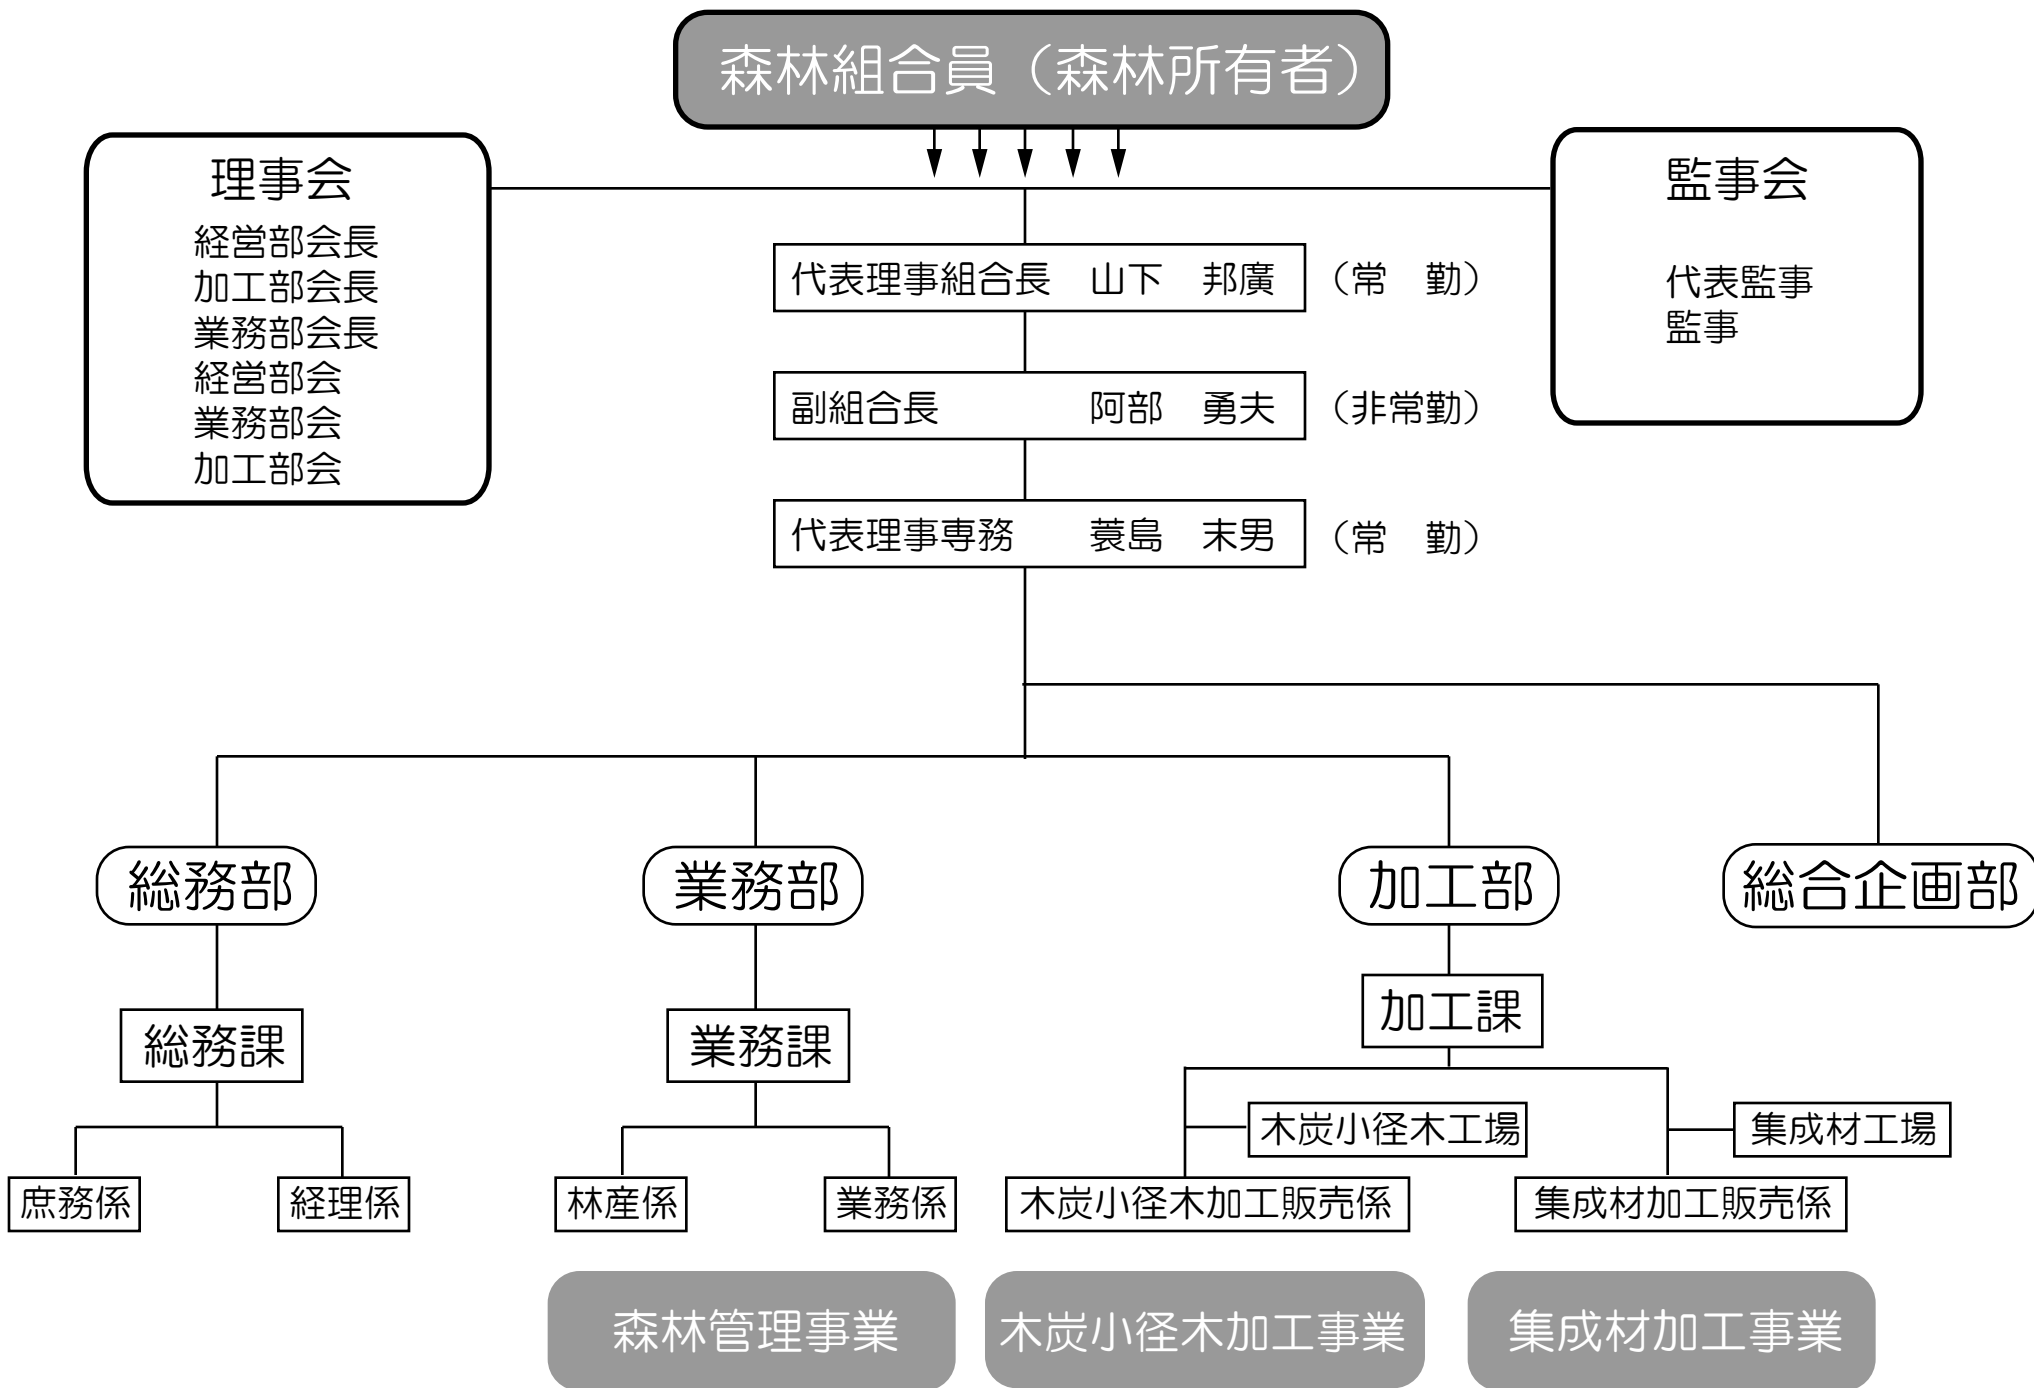 森林組合員（森林所有者）
理事会
経営部会長
加工部会長
業務部会長
経営部会
業務部会
加工部会
監事会
代表監事
監事
代表理事組合長　山下　邦廣　（常　勤）
副組合長　阿部　勇夫　（非常勤）
代表理事専務　蓑島　末男　（常　勤）
総務部
業務部
加工部
総合企画部
総務課
業務課
加工課
木炭小径木工場
集成材工場
庶務係
経理係
林産係
業務係
木炭小径木加工販売係
集成材加工販売係
森林管理事業
木炭小径木加工事業
集成材加工事業